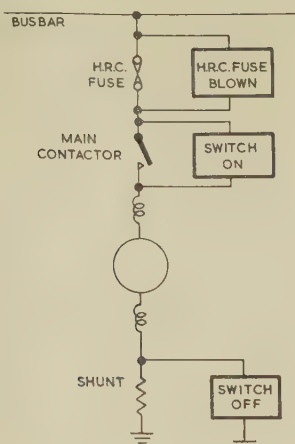 BUSBAR
H.R.C.
FUSE
H.R.C. FUSE
BLOWN
MAIN
CONTACTOR
SWITCH
ON
SHUNT
SWITCH
OFF